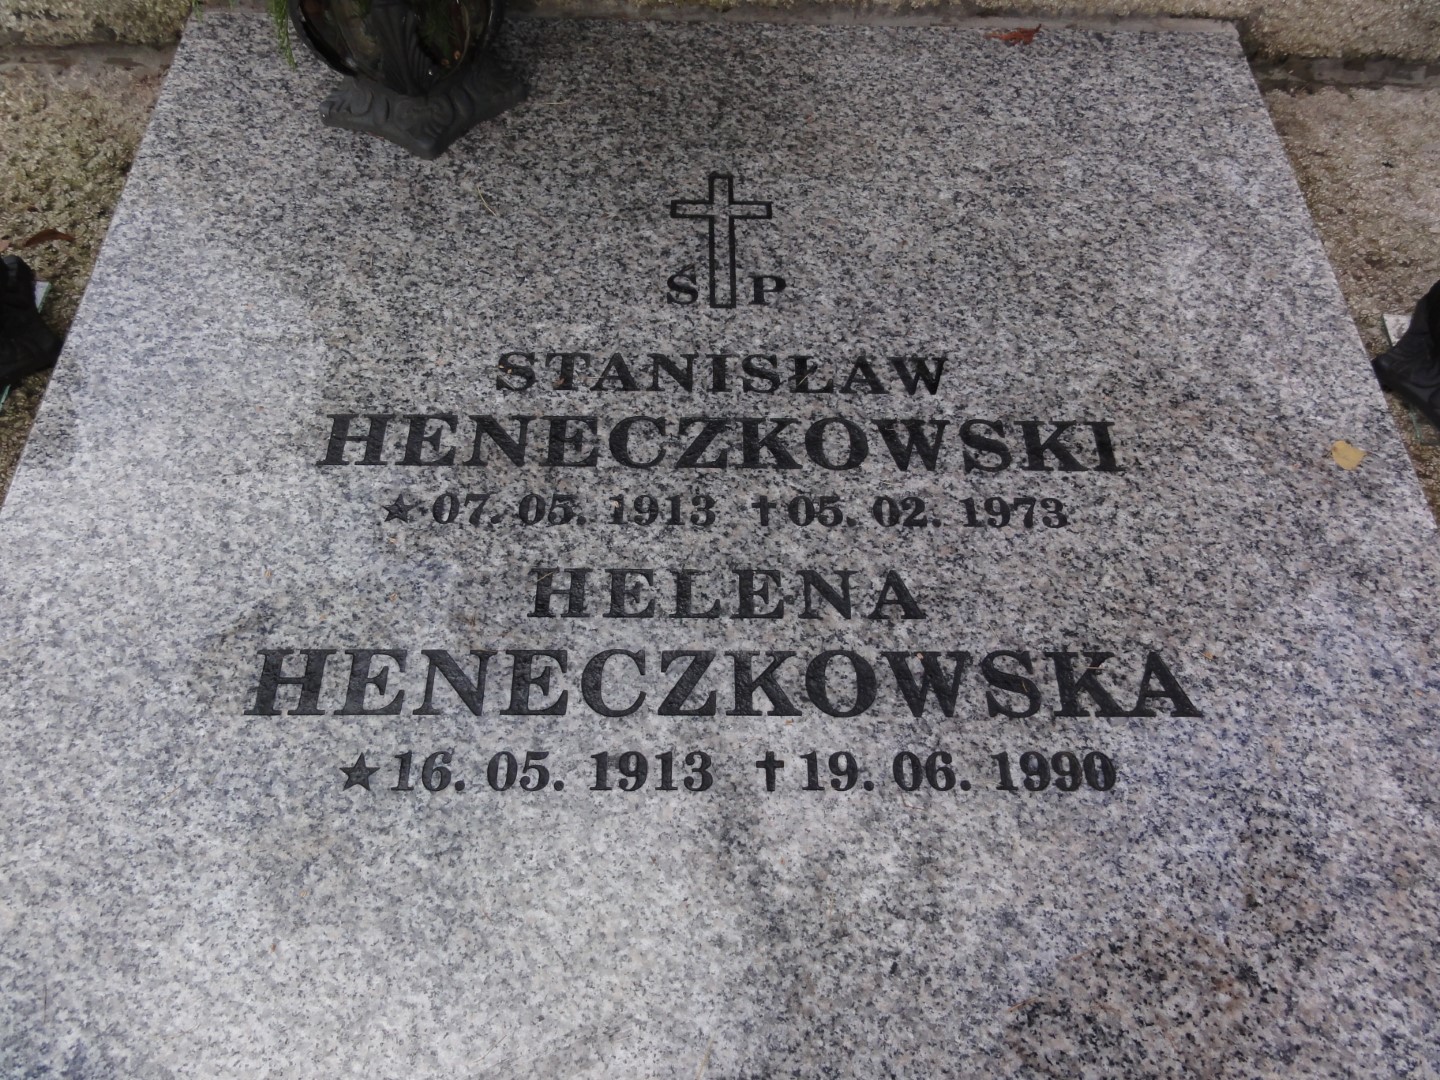 Ś P
STANISŁAW
HENECZKOWSKI
★07. 05. 1913 ✝05. 02. 1973
HELENA
HENECZKOWSKA
★16. 05. 1913 ✝19. 06. 1990